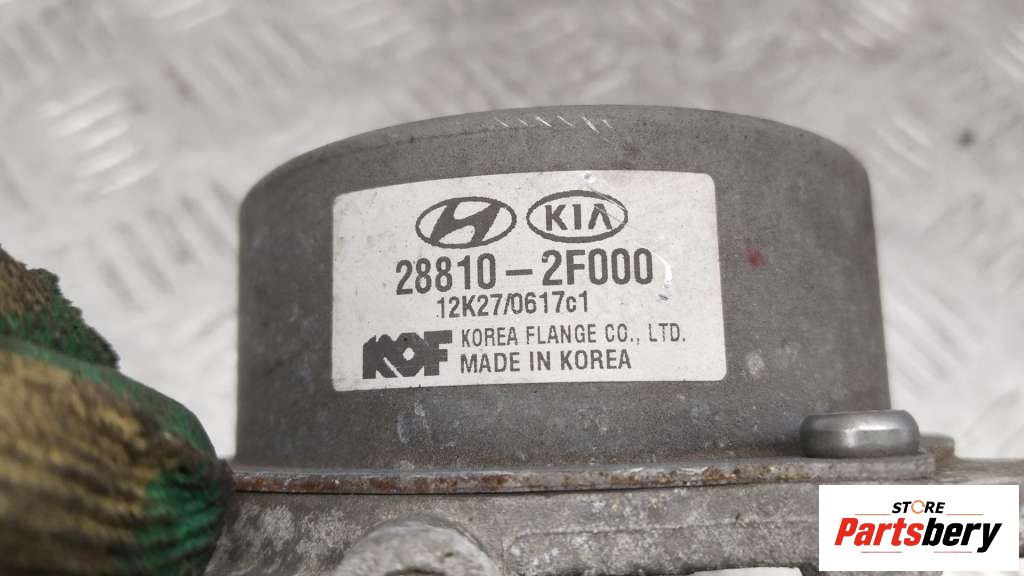 KIA
28810-2F000
12K27/0617c1
KOF KOREA FLANGE CO., LTD.
MADE IN KOREA
STORE
Partsbery